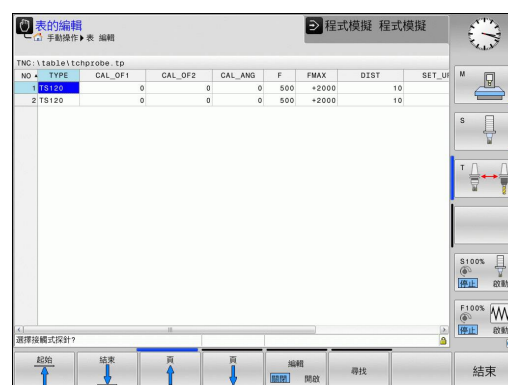 表的編輯
手動操作▶表 編輯
程式模擬 程式模擬
TNC:\table\tchprobe.tp
NO TYPE CAL_OF1 CAL_OF2 CAL_ANG F FMAX DIST SET_UP
1 TS120 0 0 0 500 +2000 10
2 TS120 0 0 0 500 +2000 10
選擇接觸式探針?
M
S
T
S100%
停止 啟動
F100%
停止 啟動
起始 結束 頁 頁 編輯 尋找 結束
關閉 開啟